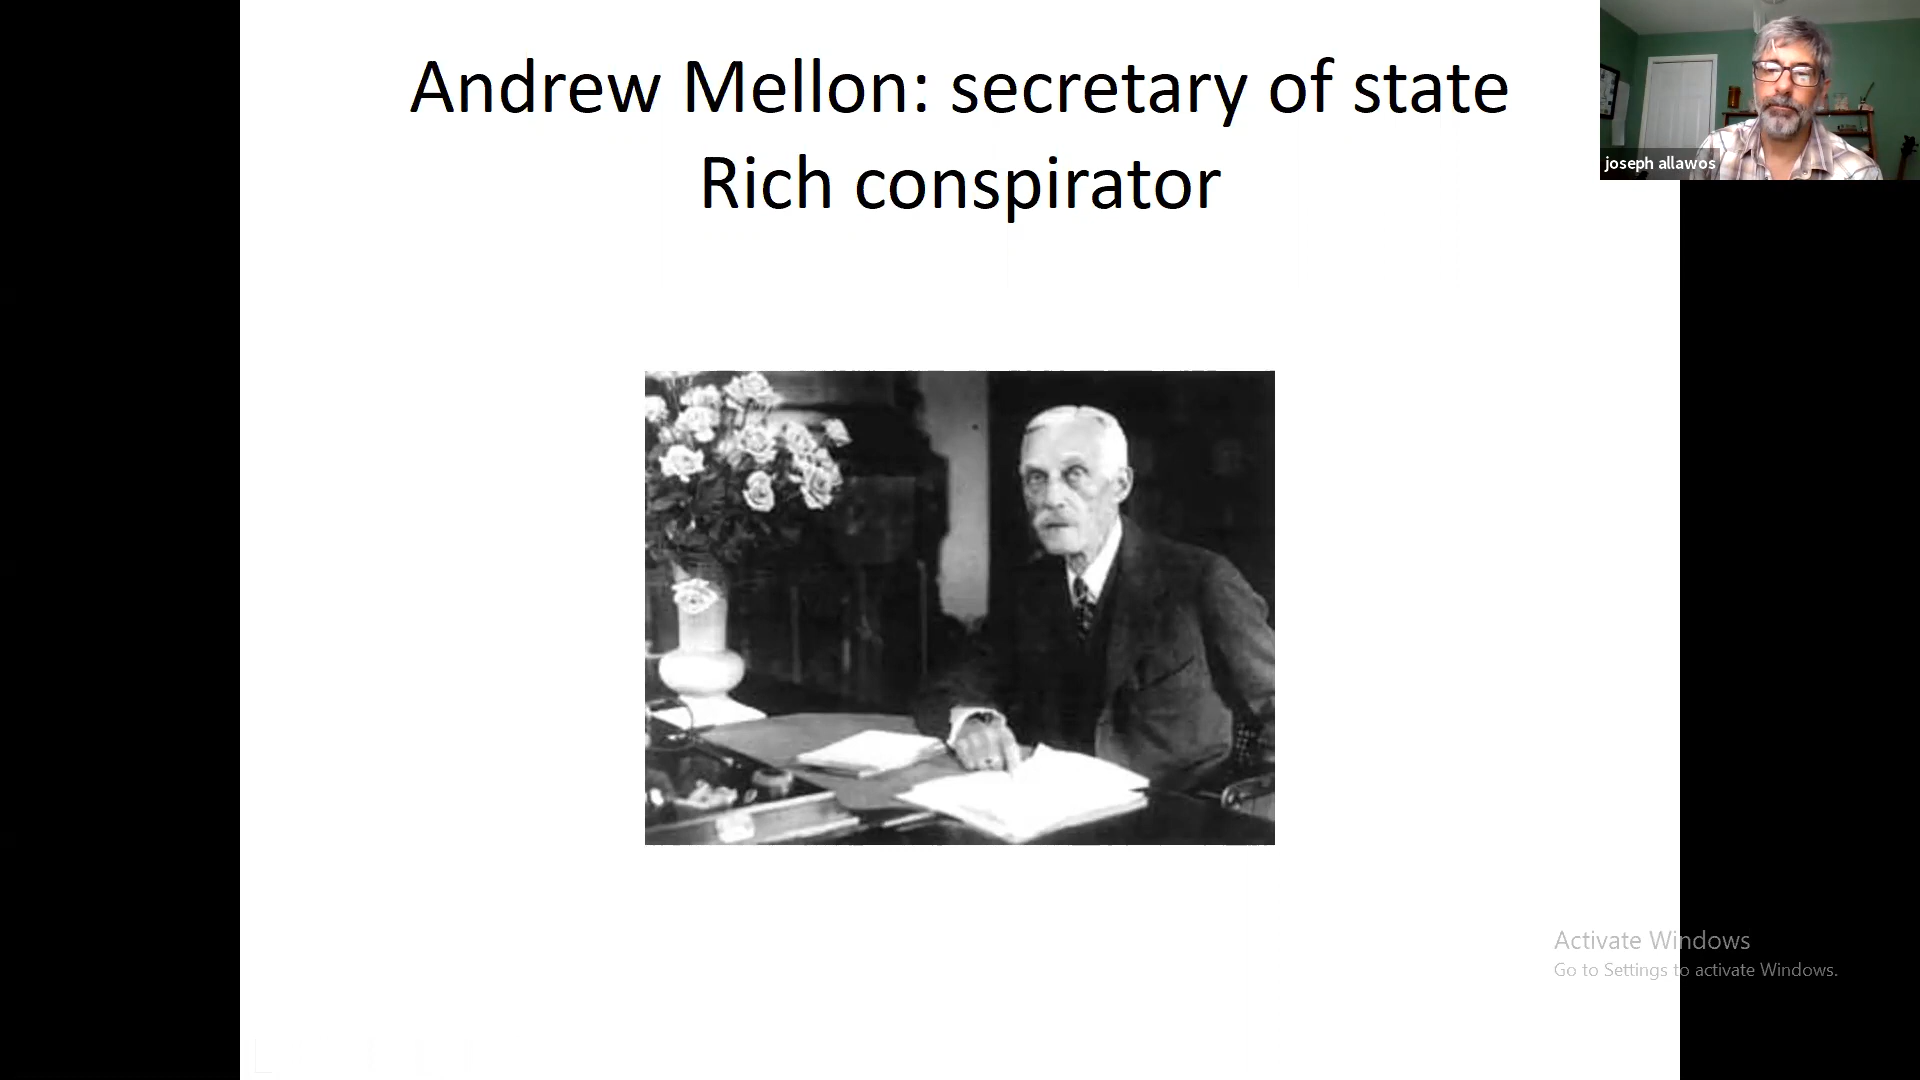 Andrew Mellon: secretary of state
Rich conspirator
joseph allawos
Activate Windows
Go to Settings to activate Windows.